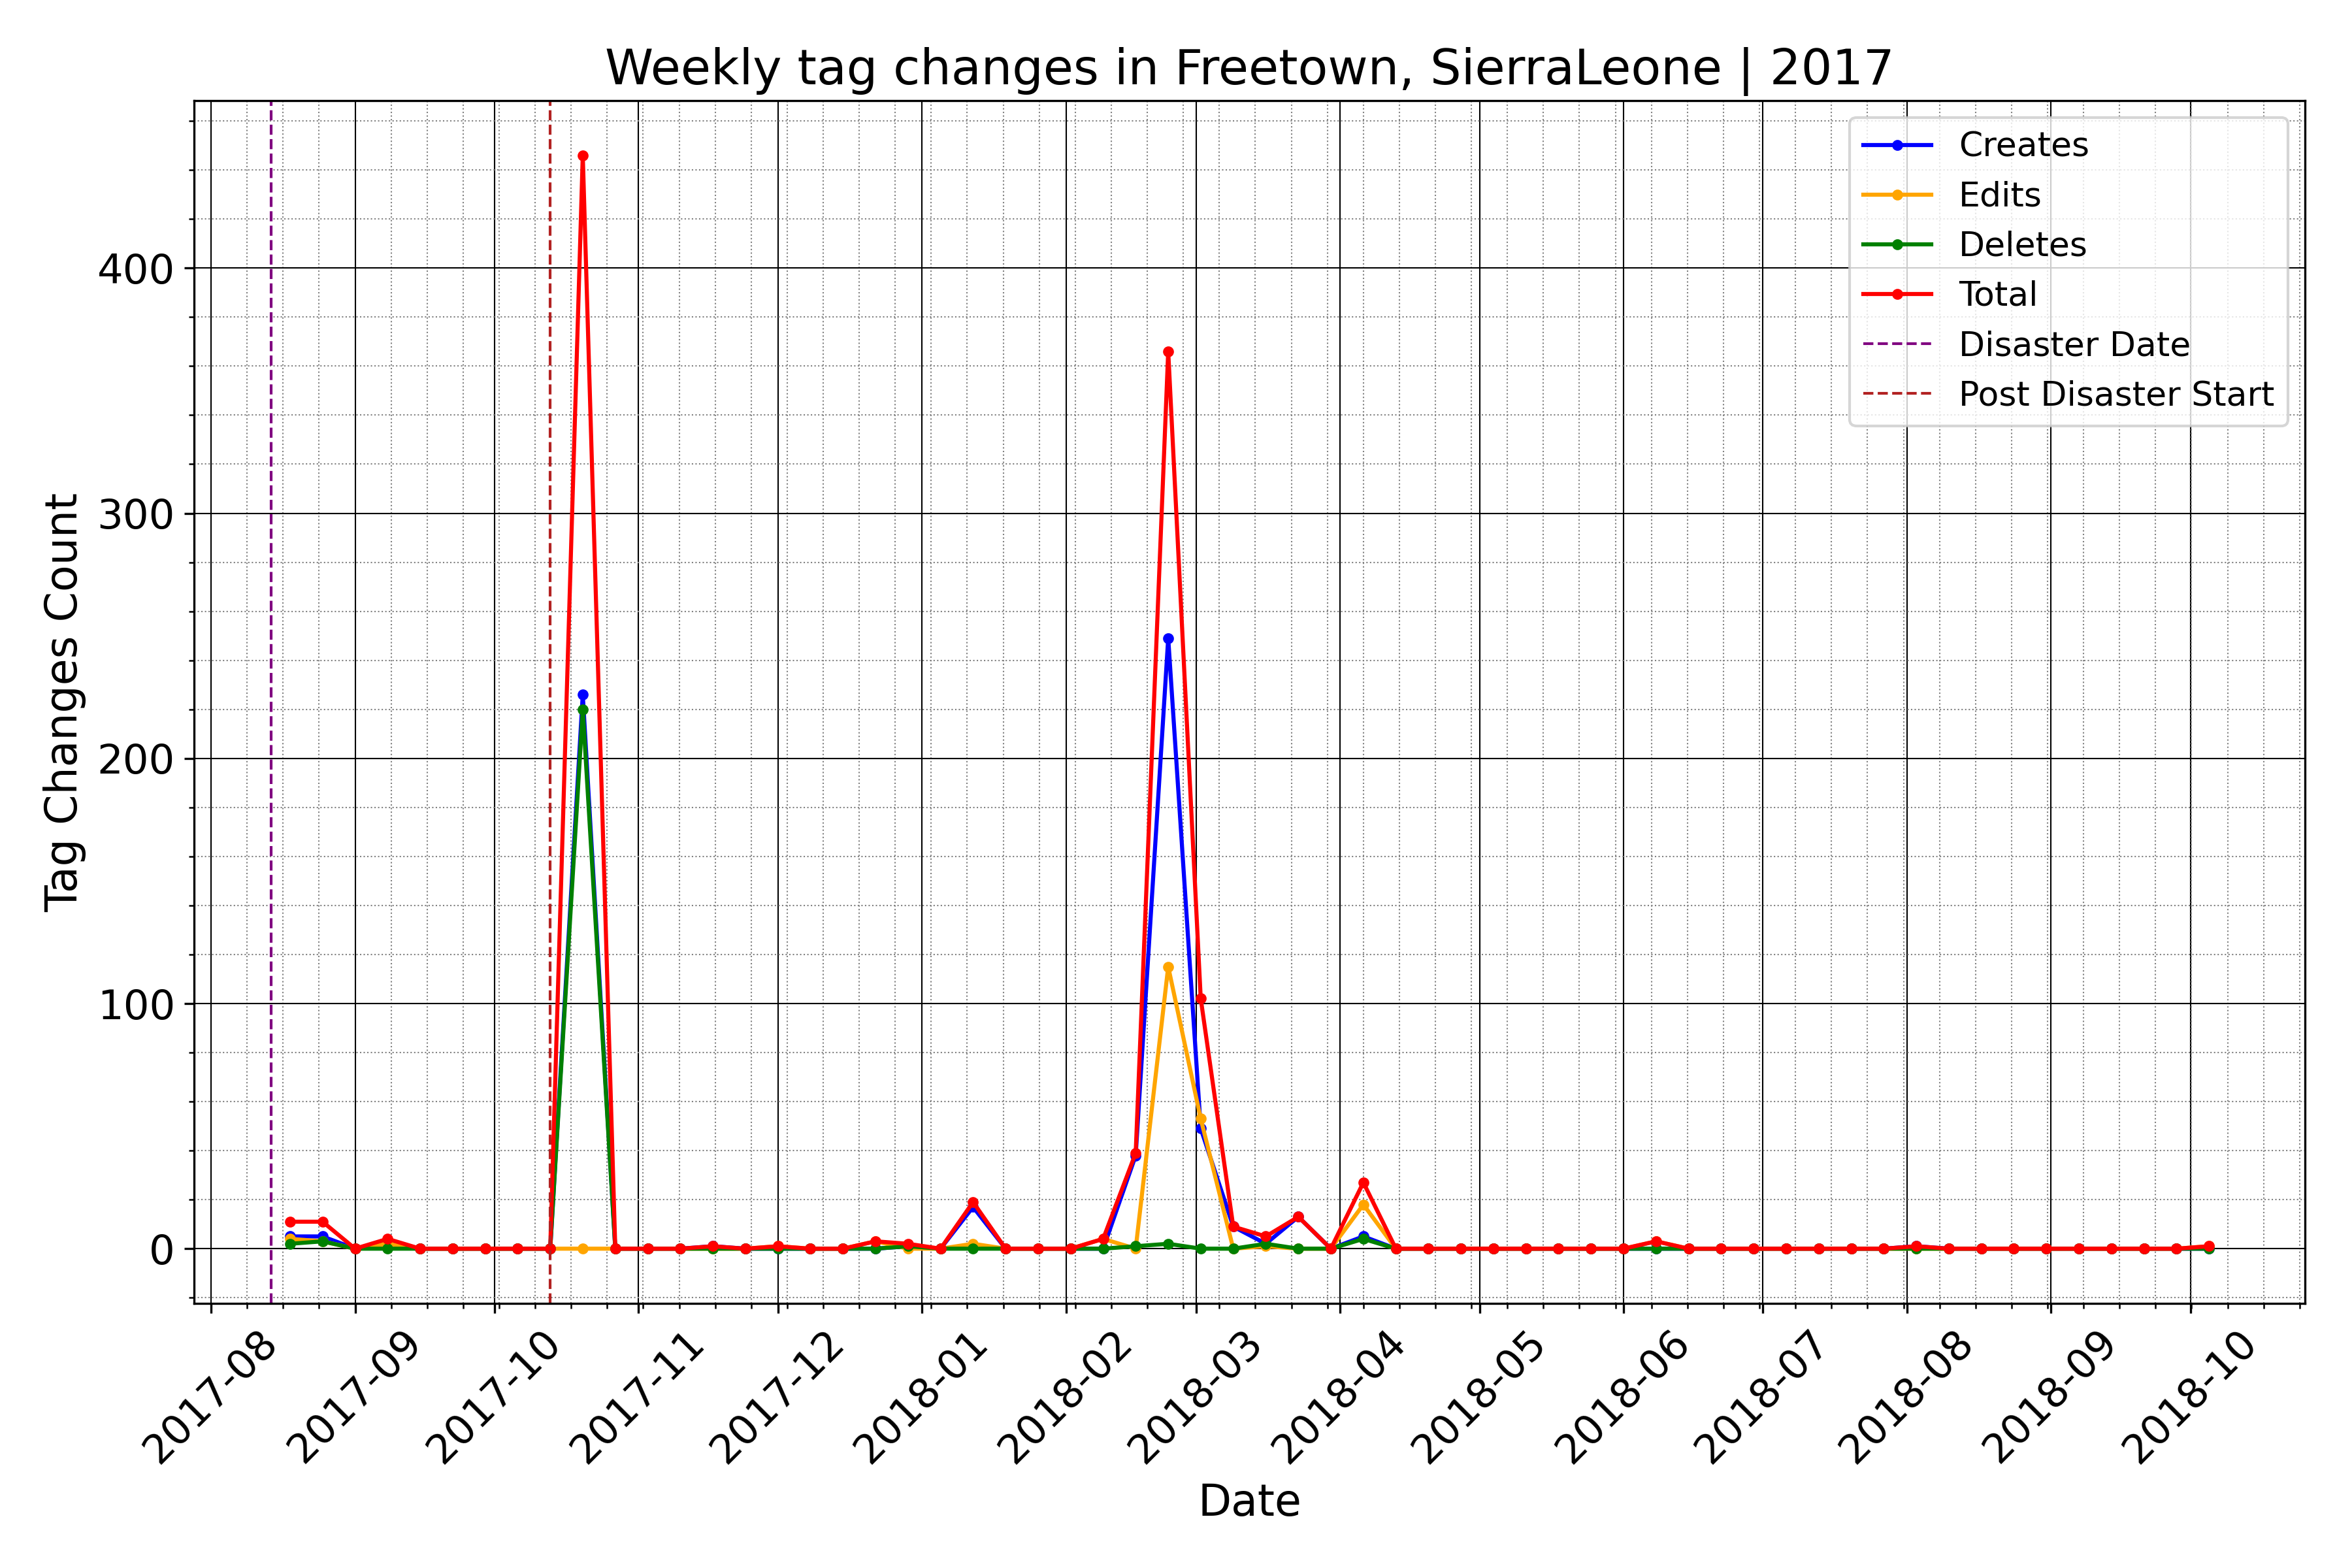 Weekly tag changes in Freetown, SierraLeone | 2017
Creates
Edits
Deletes
Total
Disaster Date
Post Disaster Start
Tag Changes Count
400
300
200
100
0
2017-08
2017-09
2017-10
2017-11
2017-12
2018-01
2018-02
2018-03
2018-04
2018-05
2018-06
2018-07
2018-08
2018-09
2018-10
Date